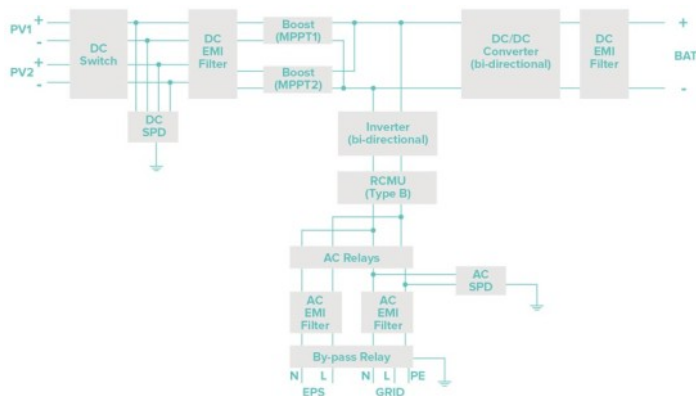 PV1 +
-
PV2 +
-
DC
Switch
DC
SPD
DC
EMI
Filter
Boost
(MPPT1)
Boost
(MPPT2)
DC/DC
Converter
(bi-directional)
DC
EMI
Filter
+
BAT
-
Inverter
(bi-directional)
RCMU
(Type B)
AC Relays
AC
SPD
AC
EMI
Filter
AC
EMI
Filter
By-pass Relay
N L N L PE
EPS GRID